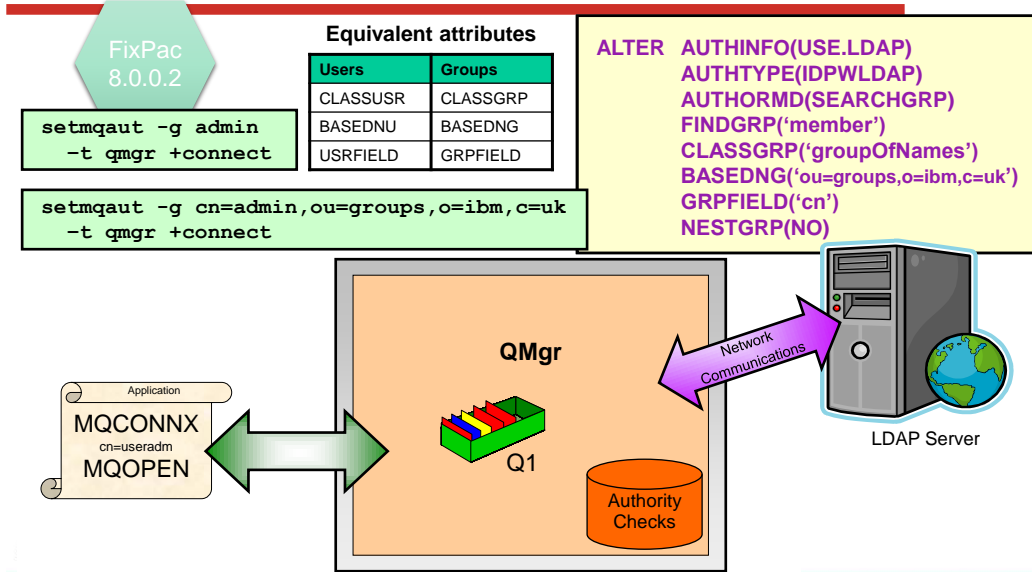 FixPac
8.0.0.2
Equivalent attributes
Users Groups
CLASSUSR CLASSGRP
BASEDNU BASEDNG
USRFIELD GRPFIELD
setmqaut -g admin
-t qmgr +connect
setmqaut -g cn=admin,ou=groups,o=ibm,c=uk
-t qmgr +connect
ALTER AUTHINFO(USE.LDAP)
AUTHTYPE(IDPWLDAP)
AUTHORMD(SEARCHGRP)
FINDGRP(‘member’)
CLASSGRP(‘groupOfNames’)
BASEDNG(‘ou=groups,o=ibm,c=uk’)
GRPFIELD(‘cn’)
NESTGRP(NO)
Application
MQCONNX
cn=useradm
MQOPEN
QMgr
Q1
Authority
Checks
Network
Communications
LDAP Server